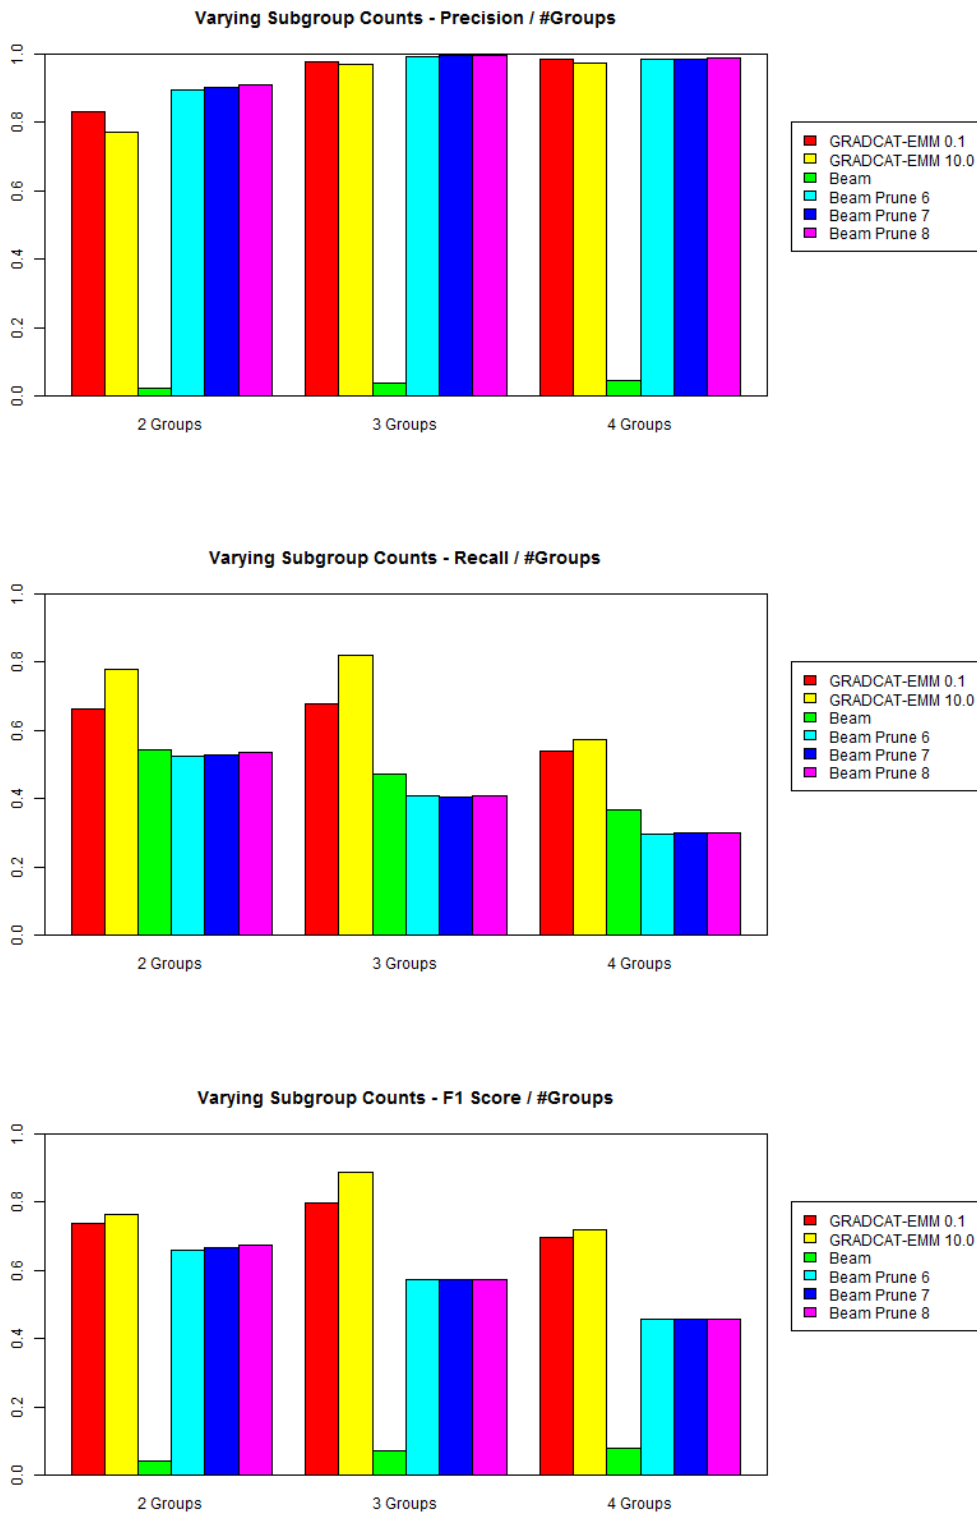 Varying Subgroup Counts - Precision / #Groups
1.0
0.8
0.6
0.4
0.2
0.0
2 Groups
3 Groups
4 Groups
GRADCAT-EMM 0.1
GRADCAT-EMM 10.0
Beam
Beam Prune 6
Beam Prune 7
Beam Prune 8
Varying Subgroup Counts - Recall / #Groups
1.0
0.8
0.6
0.4
0.2
0.0
2 Groups
3 Groups
4 Groups
GRADCAT-EMM 0.1
GRADCAT-EMM 10.0
Beam
Beam Prune 6
Beam Prune 7
Beam Prune 8
Varying Subgroup Counts - F1 Score / #Groups
1.0
0.8
0.6
0.4
0.2
0.0
2 Groups
3 Groups
4 Groups
GRADCAT-EMM 0.1
GRADCAT-EMM 10.0
Beam
Beam Prune 6
Beam Prune 7
Beam Prune 8